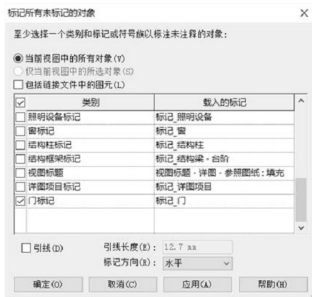 标记所有未标记的对象
至少选择一个类别和标记或符号族以标注未注释的对象：
当前视图中的所有对象(V)
仅当前视图中的所选对象(S)
包括链接文件中的图元(L)
类别 载入的标记
照明设备标记 标记_照明设备
窗标记 标记_窗
结构柱标记 标记_结构柱
结构框架标记 标记_结构梁 - 台阶
视图标题 视图标题 - 详图 - 参照图纸：填充
详图项目标记 标记_详图项目
门标记 标记_门
引线(D) 引线长度(E)： 12.7 mm
标记方向(R)： 水平
确定(O) 取消(C) 应用(A) 帮助(H)